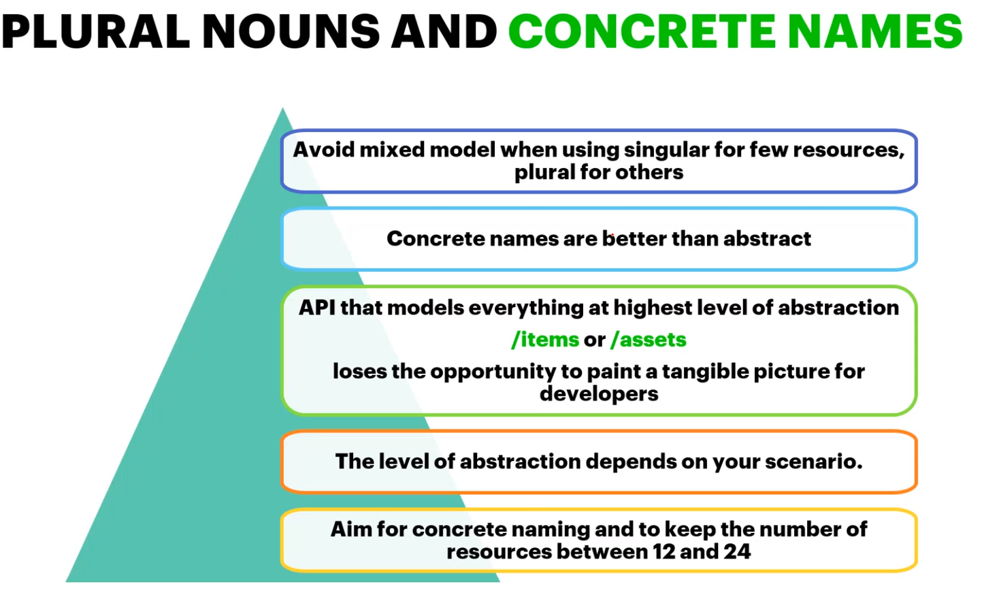 PLURAL NOUNS AND CONCRETE NAMES
Avoid mixed model when using singular for few resources,
plural for others
Concrete names are better than abstract
API that models everything at highest level of abstraction
/items or /assets
loses the opportunity to paint a tangible picture for
developers
The level of abstraction depends on your scenario.
Aim for concrete naming and to keep the number of
resources between 12 and 24